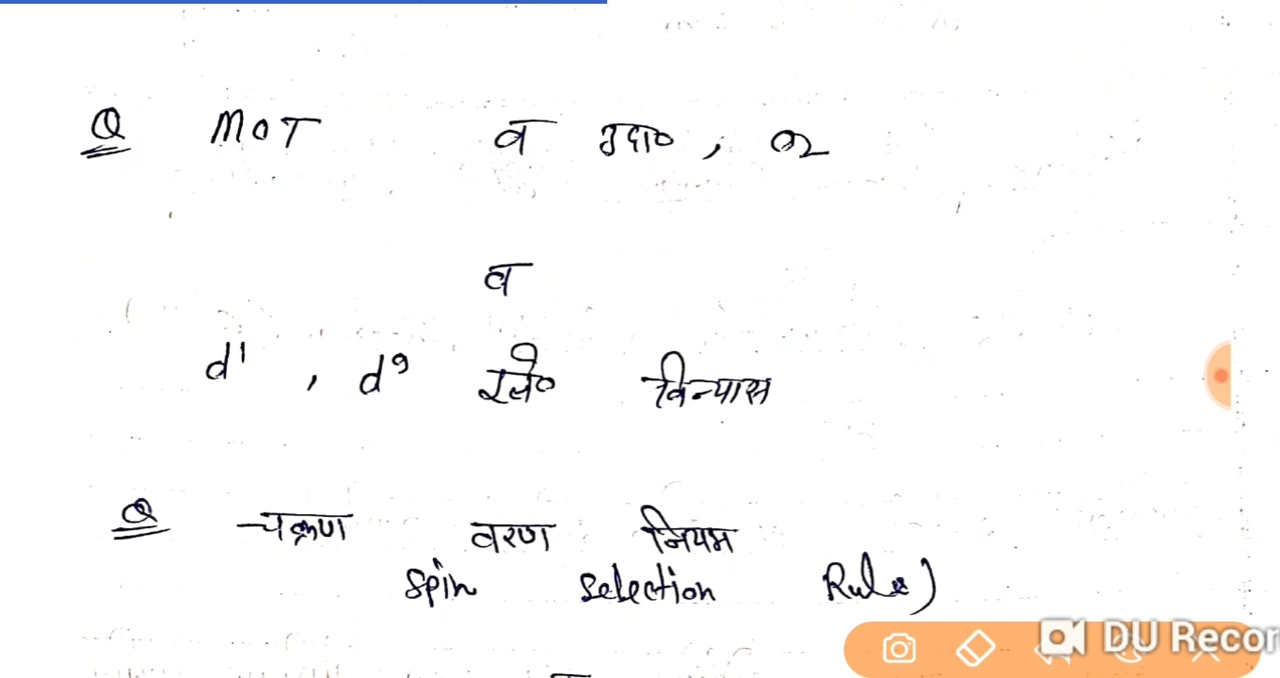 Q MOT व उदा० , O2
व
d¹ , d⁹ इले० विन्यास
Q चक्रण वरण नियम
Spin Selection Rule)
DU Recor